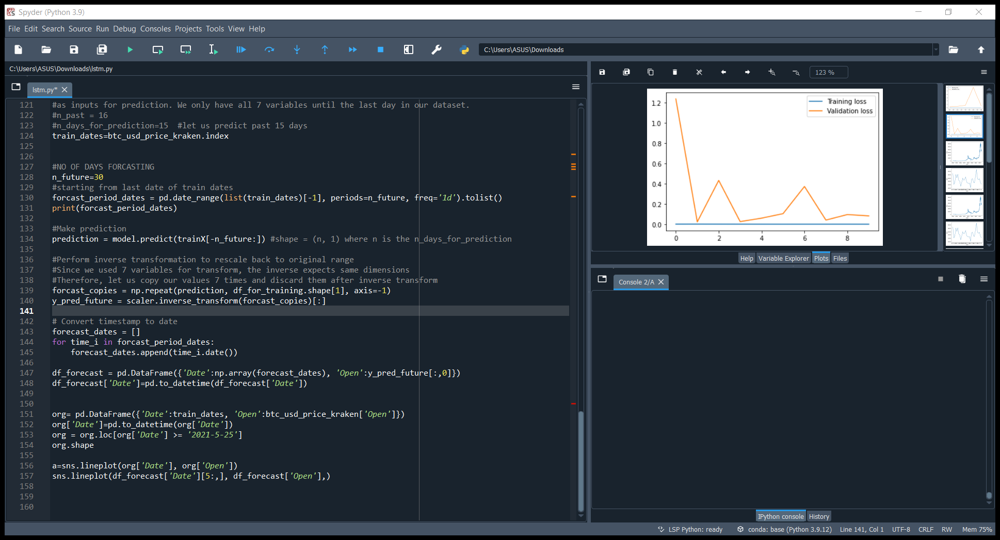 Spyder (Python 3.9)
File Edit Search Source Run Debug Consoles Projects Tools View Help
C:\Users\ASUS\Downloads
C:\Users\ASUS\Downloads\lstm.py
lstm.py*
121 #as inputs for prediction. We only have all 7 variables until the last day in our dataset.
122 #n_past = 16
123 #n_days_for_prediction=15  #let us predict past 15 days
124 train_dates=btc_usd_price_kraken.index
125
126
127 #NO OF DAYS FORCASTING
128 n_future=30
129 #starting from last date of train dates
130 forcast_period_dates = pd.date_range(list(train_dates)[-1], periods=n_future, freq='1d').tolist()
131 print(forcast_period_dates)
132
133 #Make prediction
134 prediction = model.predict(trainX[-n_future:]) #shape = (n, 1) where n is the n_days_for_prediction
135
136 #Perform inverse transformation to rescale back to original range
137 #Since we used 7 variables for transform, the inverse expects same dimensions
138 #Therefore, let us copy our values 7 times and discard them after inverse transform
139 forcast_copies = np.repeat(prediction, df_for_training.shape[1], axis=-1)
140 y_pred_future = scaler.inverse_transform(forcast_copies)[:]
141
142 # Convert timestamp to date
143 forecast_dates = []
144 for time_i in forcast_period_dates:
145     forecast_dates.append(time_i.date())
146
147 df_forecast = pd.DataFrame({'Date':np.array(forecast_dates), 'Open':y_pred_future[:,0]})
148 df_forecast['Date']=pd.to_datetime(df_forecast['Date'])
149
150
151 org= pd.DataFrame({'Date':train_dates, 'Open':btc_usd_price_kraken['Open']})
152 org['Date']=pd.to_datetime(org['Date'])
153 org = org.loc[org['Date'] >= '2021-5-25']
154 org.shape
155
156 a=sns.lineplot(org['Date'], org['Open'])
157 sns.lineplot(df_forecast['Date'][5:,], df_forecast['Open'],)
158
159
160
123 %
Training loss
Validation loss
1.2
1.0
0.8
0.6
0.4
0.2
0.0
0 2 4 6 8
Help Variable Explorer Plots Files
Console 2/A
IPython console History
LSP Python: ready conda: base (Python 3.9.12) Line 141, Col 1 UTF-8 CRLF RW Mem 75%